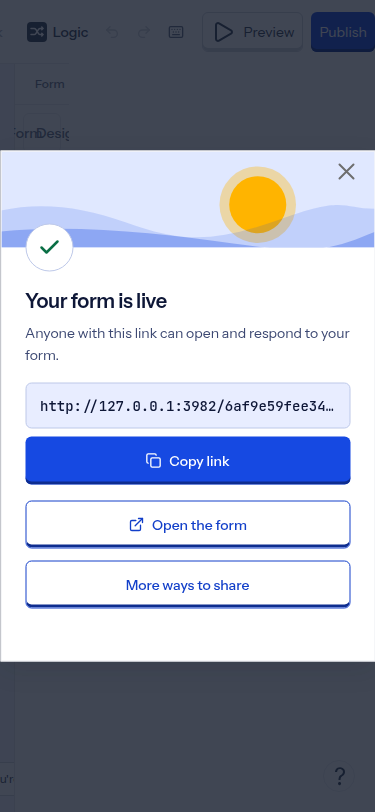 Logic
Preview
Publish
Form
Form
Your form is live
Anyone with this link can open and respond to your
form.
http://127.0.0.1:3982/6af9e59fee34…
Copy link
Open the form
More ways to share
?